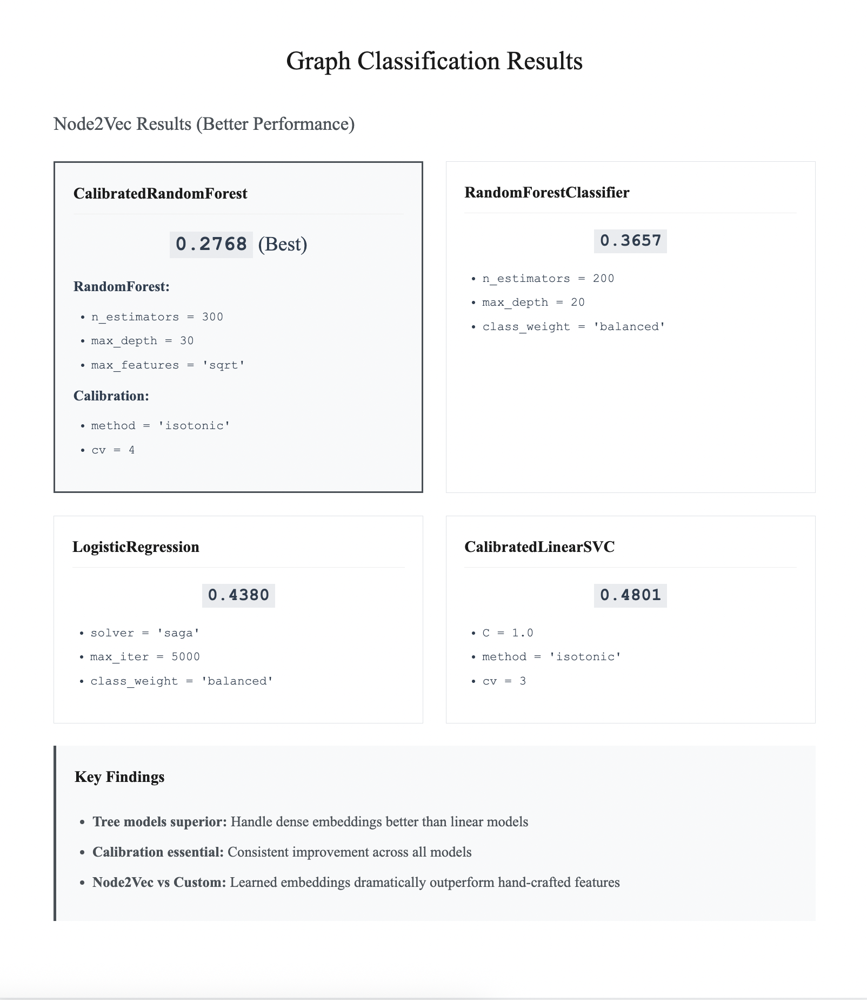 Graph Classification Results
Node2Vec Results (Better Performance)
CalibratedRandomForest
0.2768 (Best)
RandomForest:
• n_estimators = 300
• max_depth = 30
• max_features = 'sqrt'
Calibration:
• method = 'isotonic'
• cv = 4
RandomForestClassifier
0.3657
• n_estimators = 200
• max_depth = 20
• class_weight = 'balanced'
LogisticRegression
0.4380
• solver = 'saga'
• max_iter = 5000
• class_weight = 'balanced'
CalibratedLinearSVC
0.4801
• C = 1.0
• method = 'isotonic'
• cv = 3
Key Findings
• Tree models superior: Handle dense embeddings better than linear models
• Calibration essential: Consistent improvement across all models
• Node2Vec vs Custom: Learned embeddings dramatically outperform hand-crafted features